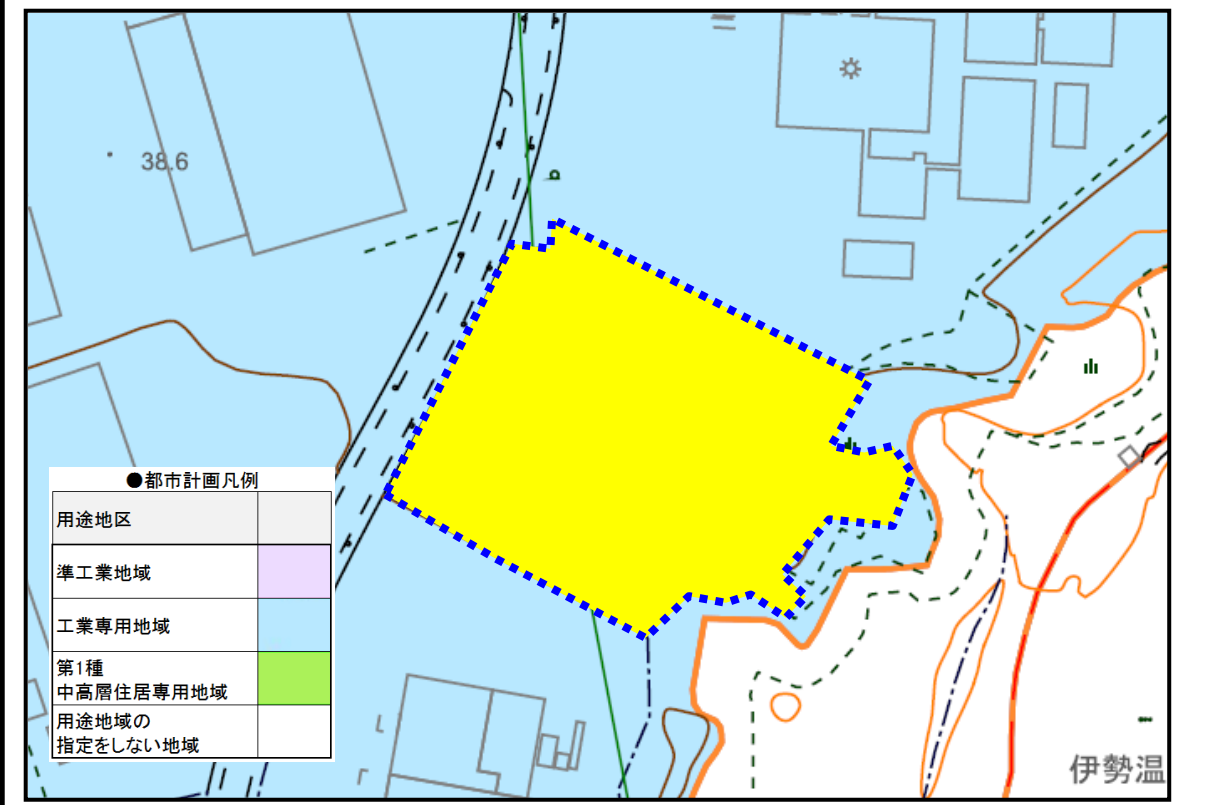 38.6
●都市計画凡例
用途地区
準工業地域
工業専用地域
第1種
中高層住居専用地域
用途地域の
指定をしない地域
伊勢温